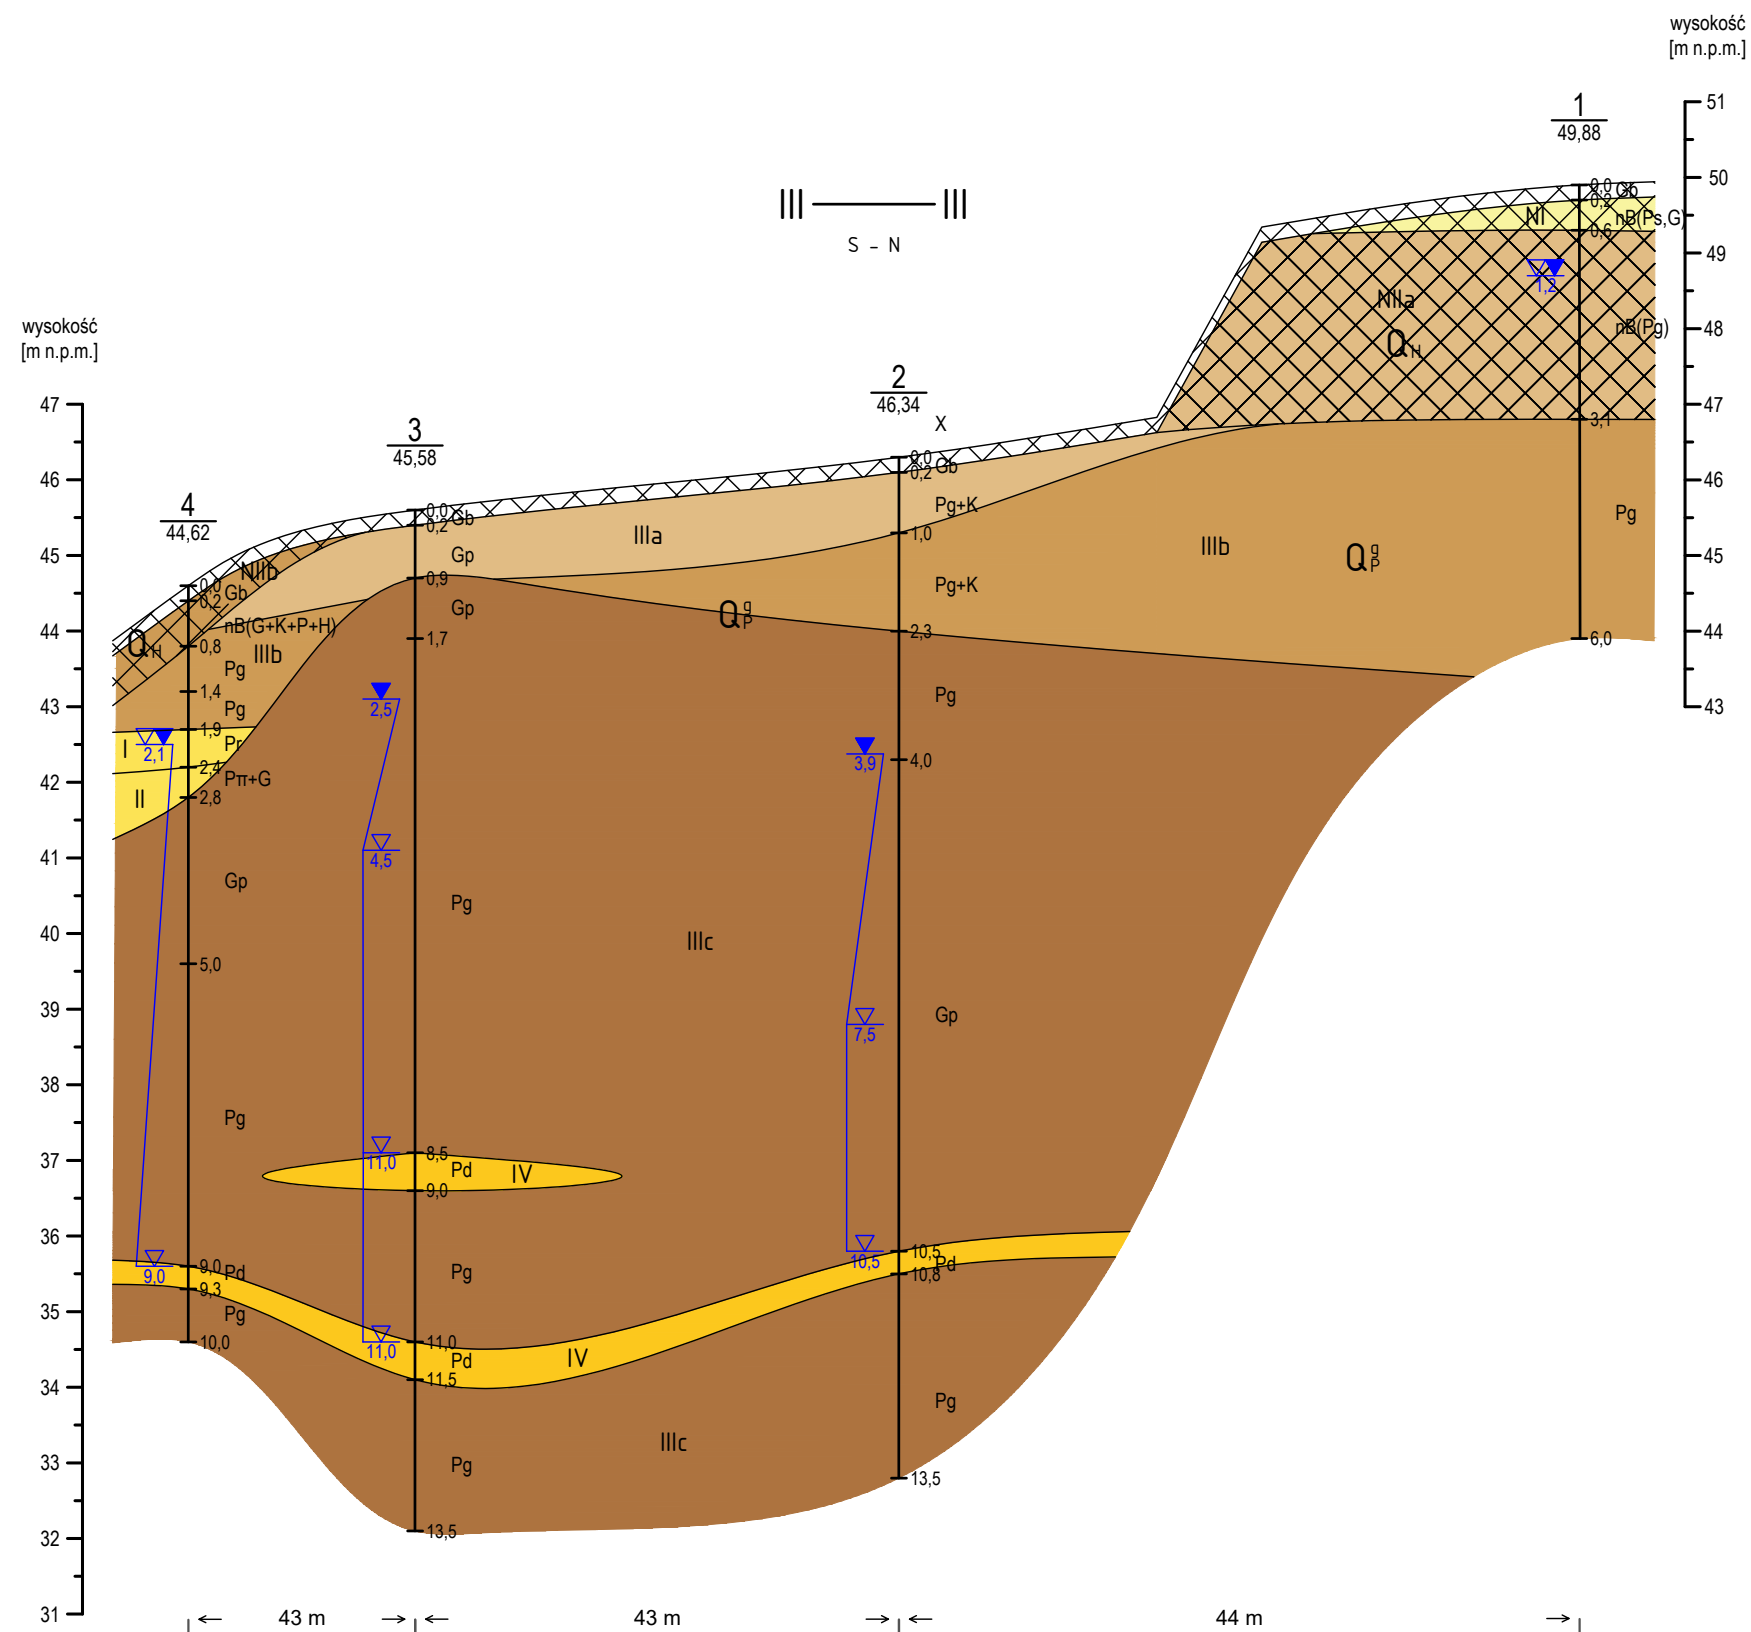 wysokość
[m n.p.m.]
51
50
49
48
47
46
45
44
43
1
49,88
III III
S - N
0,0
Gb
0,2
NI
nB(Ps,G)
0,6
1,2
NIIa
QH
nB(Pg)
3,1
Pg
6,0
wysokość
[m n.p.m.]
47
46
45
44
43
42
41
40
39
38
37
36
35
34
33
32
31
2
46,34
X
0,0
Gb
0,2
Pg+K
1,0
Pg+K
2,3
Pg
3,9
4,0
Gp
7,5
10,5
10,5
Pd
10,8
Pg
13,5
3
45,58
0,0
Gb
0,2
Gp
0,9
Gp
1,7
2,5
4,5
Pg
8,5
11,0
Pd
IV
9,0
Pg
11,0
11,0
Pd
IV
11,5
Pg
13,5
4
44,62
0,0
Gb
0,2
NIIb
nB(G+K+P+H)
QH
0,8
Pg
IIIb
1,4
Pg
1,9
I
2,1
Pr
2,4
Pπ+G
II
2,8
Gp
5,0
Pg
9,0
9,0
Pd
9,3
Pg
10,0
IIIa
IIIb
QgP
QgP
IIIc
IIIc
43 m
43 m
44 m